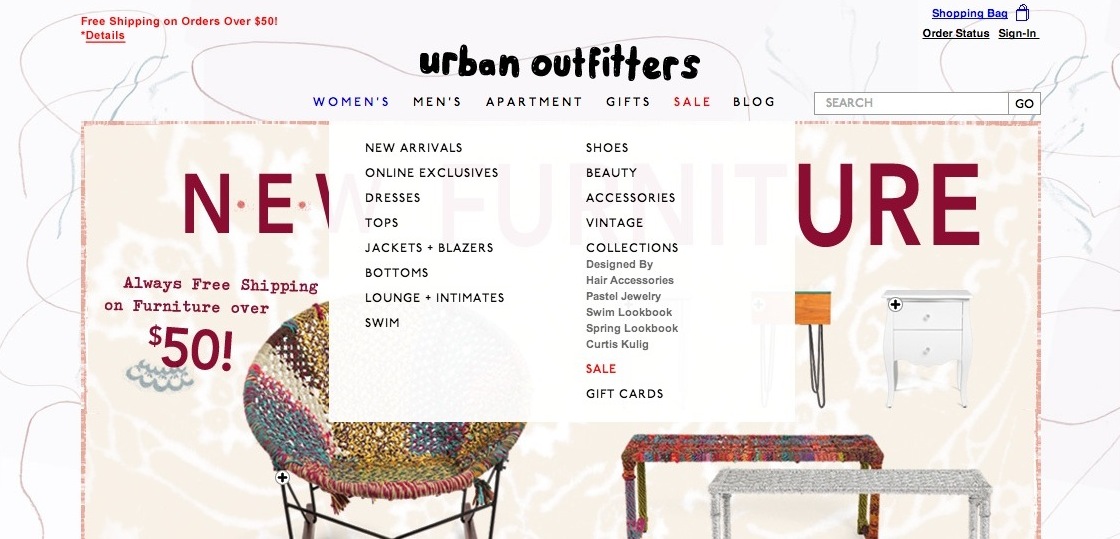 Free Shipping on Orders Over $50!
*Details
Shopping Bag
Order Status Sign-In
urban outfitters
WOMEN'S MEN'S APARTMENT GIFTS SALE BLOG
SEARCH GO
NEW ARRIVALS
ONLINE EXCLUSIVES
DRESSES
TOPS
JACKETS + BLAZERS
BOTTOMS
LOUNGE + INTIMATES
SWIM
SHOES
BEAUTY
ACCESSORIES
VINTAGE
COLLECTIONS
Designed By
Hair Accessories
Pastel Jewelry
Swim Lookbook
Spring Lookbook
Curtis Kulig
SALE
GIFT CARDS
N·E·W FURNITURE
Always Free Shipping
on Furniture over
$50!